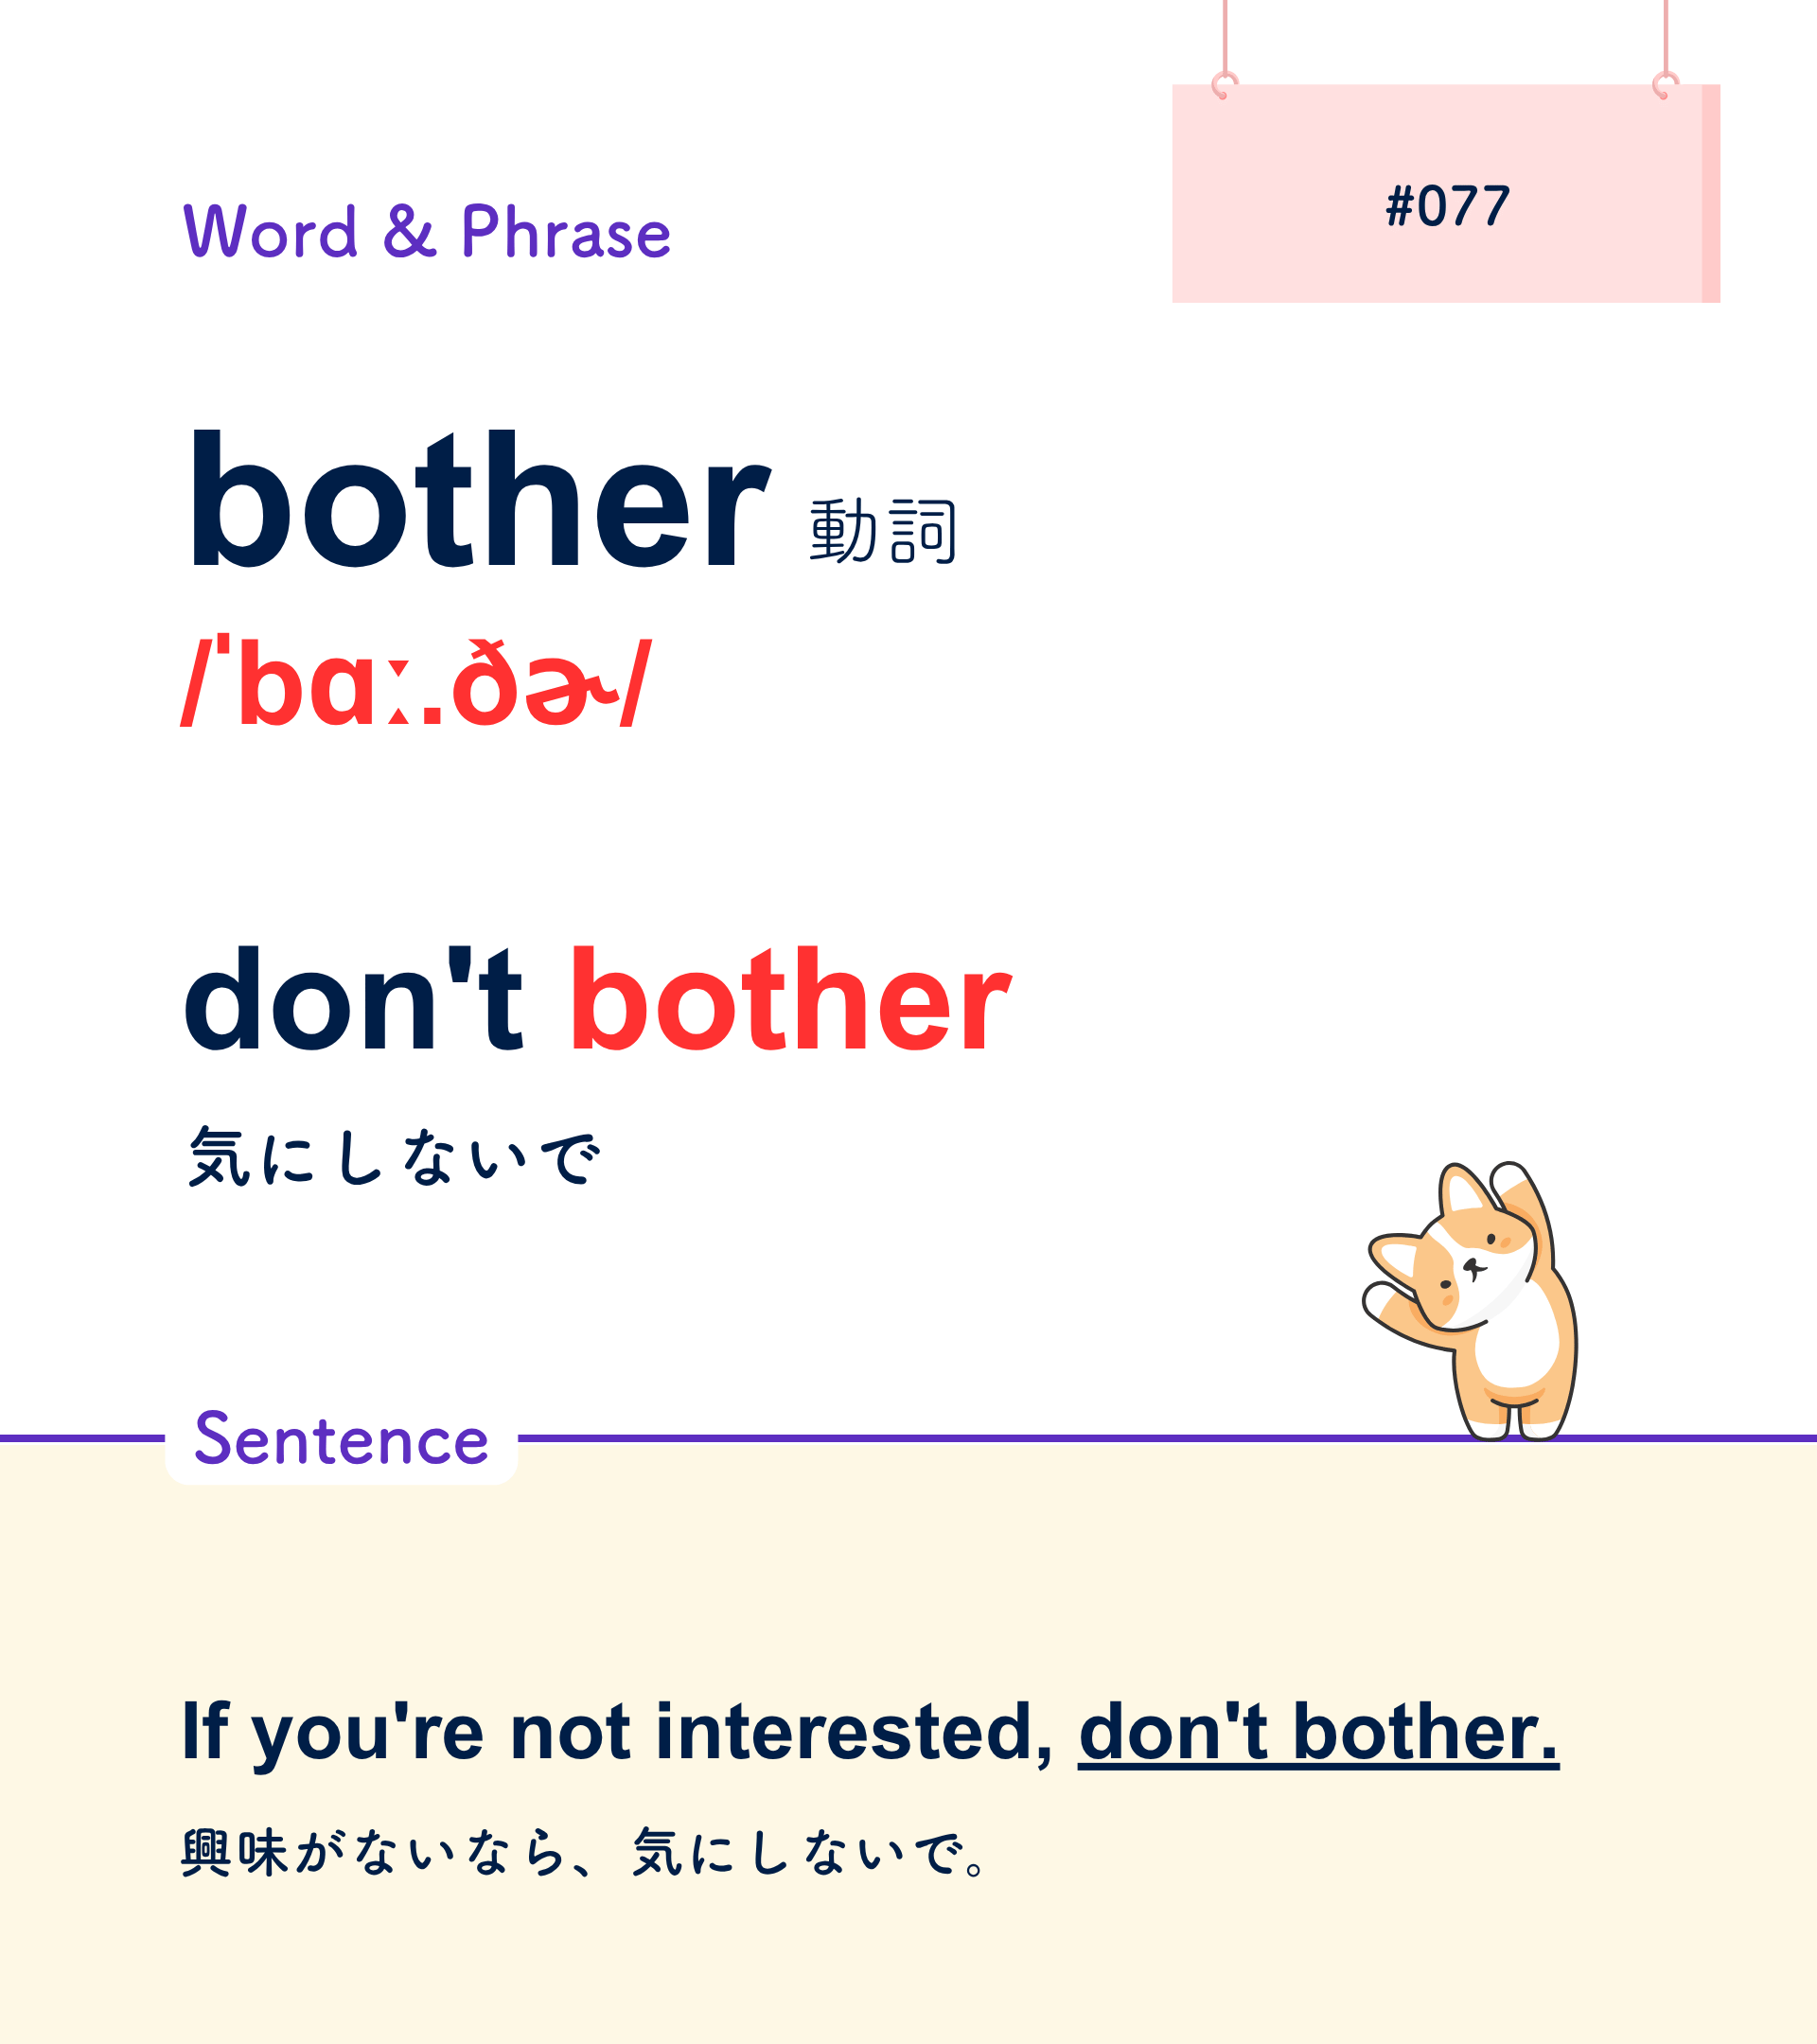 #077
Word & Phrase
bother 動詞
/ˈbɑː.ðɚ/
don't bother
気にしないで
Sentence
If you're not interested, don't bother.
興味がないなら、気にしないで。